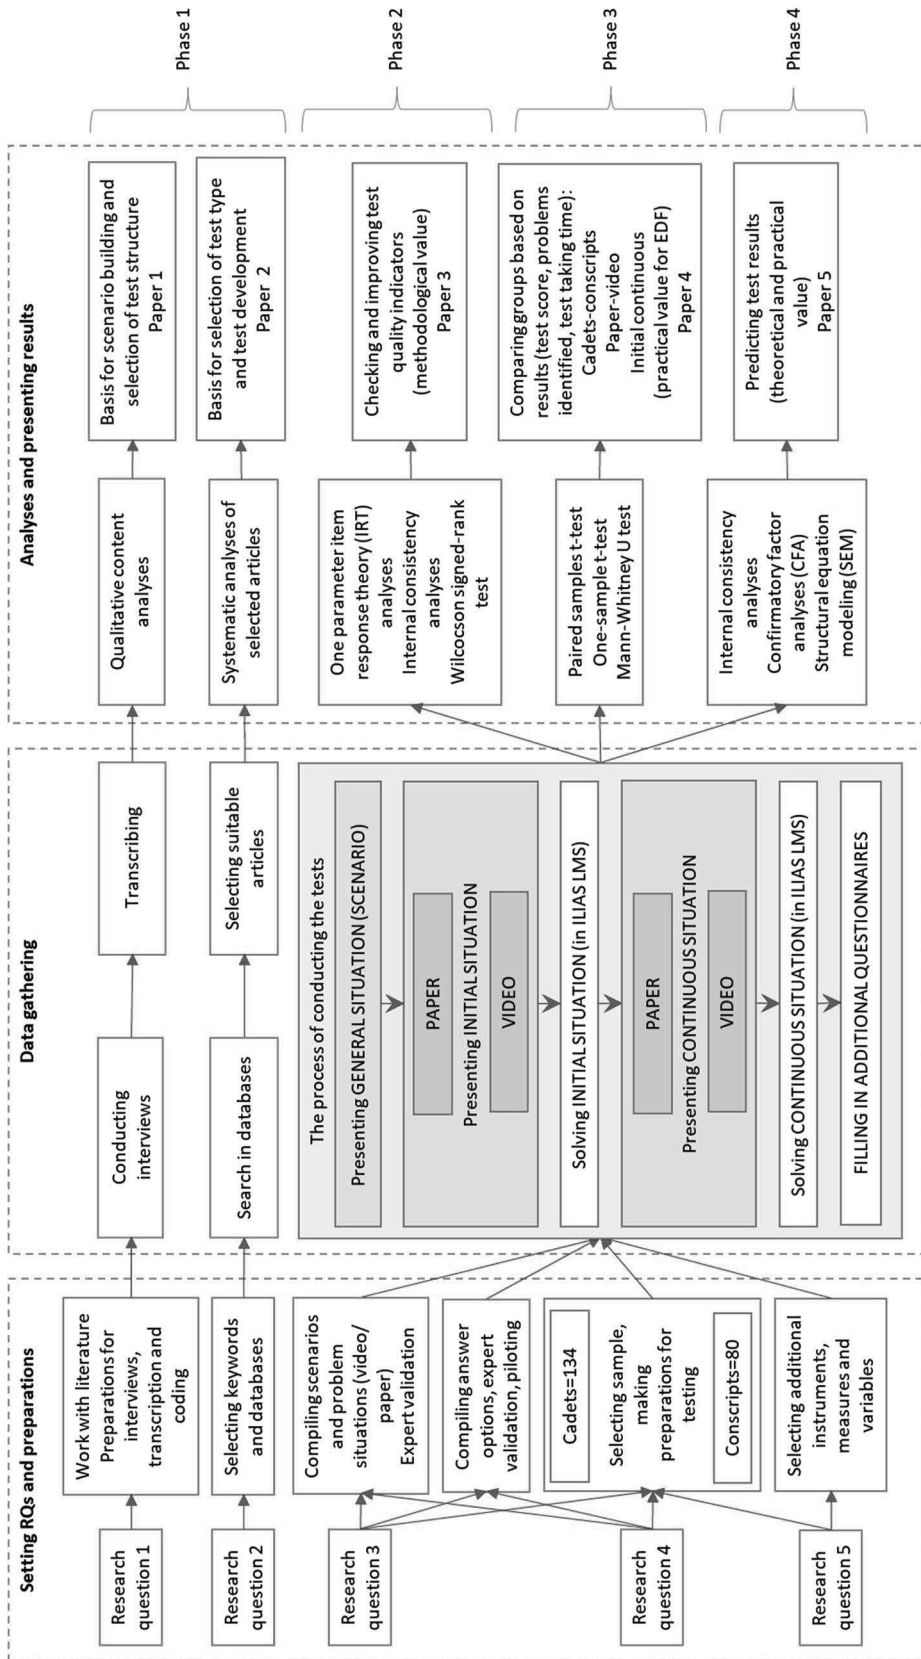 Setting RQs and preparations
Research
question 1
Work with literature
Preparations for
interviews,
transcription and
coding
Research
question 2
Selecting keywords
and databases
Research
question 3
Compiling scenarios
and problem
situations (video/
paper)
Expert validation
Compiling answer
options, expert
validation, piloting
Research
question 4
Cadets=134
Selecting sample,
making
preparations for
testing
Conscripts=80
Research
question 5
Selecting additional
instruments,
measures and
variables
Data gathering
Conducting
interviews
Transcribing
Search in databases
Selecting suitable
articles
The process of conducting the tests
Presenting GENERAL SITUATION (SCENARIO)
PAPER
Presenting INITIAL SITUATION
VIDEO
Solving INITIAL SITUATION (in ILIAS LMS)
PAPER
Presenting CONTINUOUS SITUATION
VIDEO
Solving CONTINUOUS SITUATION (in ILIAS LMS)
FILLING IN ADDITIONAL QUESTIONNAIRES
Analyses and presenting results
Qualitative content
analyses
Basis for scenario building and
selection of test structure
Paper 1
Systematic analyses of
selected articles
Basis for selection of test type
and test development
Paper 2
One parameter item
response theory (IRT)
analyses
Internal consistency
analyses
Wilcocson signed-rank
test
Checking and improving test
quality indicators
(methodological value)
Paper 3
Paired samples t-test
One-sample t-test
Mann-Whitney U test
Comparing groups based on
results (test score, problems
identified, test taking time):
Cadets-conscripts
Paper-video
Initial continuous
(practical value for EDF)
Paper 4
Internal consistency
analyses
Confirmatory factor
analyses (CFA)
Structural equation
modeling (SEM)
Predicting test results
(theoretical and practical
value)
Paper 5
Phase 1
Phase 2
Phase 3
Phase 4